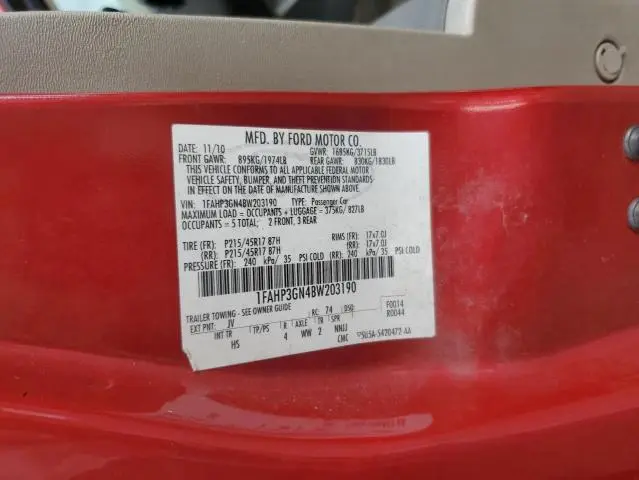 MFD. BY FORD MOTOR CO.
DATE: 11/10 GVWR: 1685KG/3715LB
FRONT GAWR: 895KG/1974LB REAR GAWR: 830KG/1830LB
THIS VEHICLE CONFORMS TO ALL APPLICABLE FEDERAL MOTOR
VEHICLE SAFETY, BUMPER, AND THEFT PREVENTION STANDARDS
IN EFFECT ON THE DATE OF MANUFACTURE SHOWN ABOVE.
VIN: 1FAHP3GN4BW203190 TYPE: Passenger Car
MAXIMUM LOAD = OCCUPANTS + LUGGAGE = 375KG/ 827LB
OCCUPANTS = 5 TOTAL; 2 FRONT, 3 REAR
TIRE (FR): P215/45R17 87H RIMS (FR): 17x7.0J
(RR): P215/45R17 87H (RR): 17x7.0J
PRESSURE (FR): 240 kPa/ 35 PSI COLD (RR): 240 kPa/ 35 PSI COLD
1FAHP3GN4BW203190
TRAILER TOWING - SEE OWNER GUIDE RC: 74 DSO: F0014
EXT PNT: JV R0044
INT TR TP/PS R AXLE TR SPR
HS 4 WW 2 NNJJ
CMC 5U5A-5420472-AA